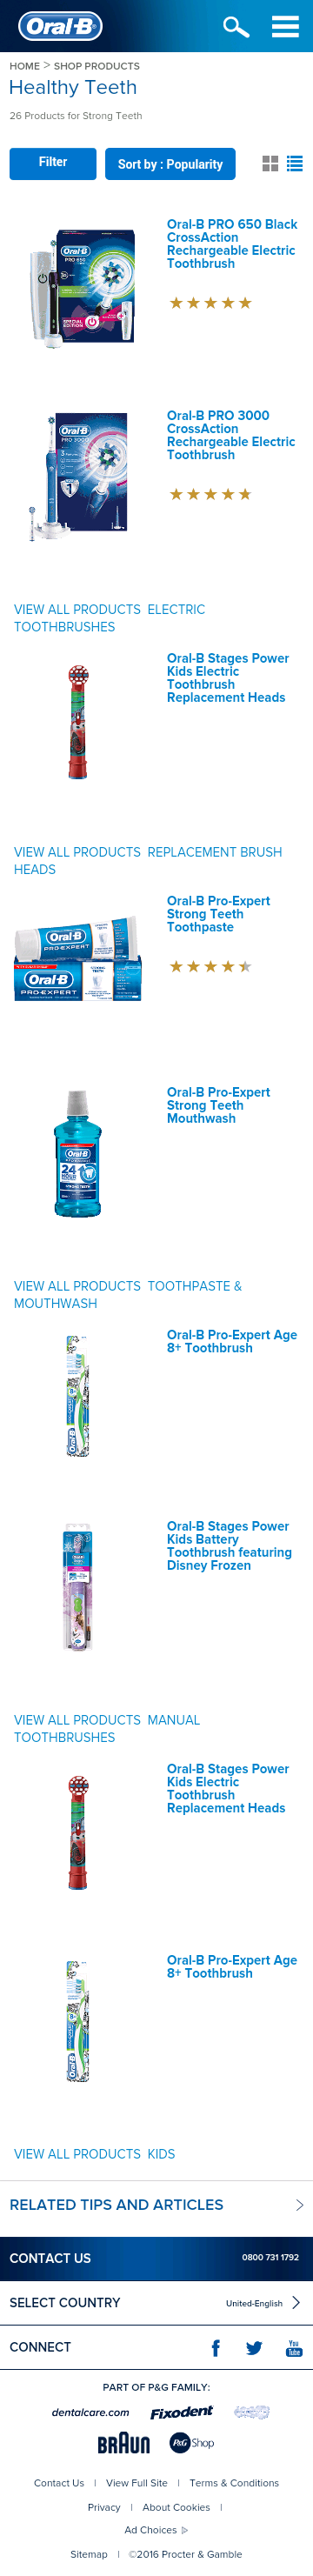 Oral-B
HOME > SHOP PRODUCTS
Healthy Teeth
26 Products for Strong Teeth
Filter
Sort by : Popularity
Oral-B PRO 650 Black
CrossAction
Rechargeable Electric
Toothbrush
Oral-B PRO 3000
CrossAction
Rechargeable Electric
Toothbrush
VIEW ALL PRODUCTS ELECTRIC
TOOTHBRUSHES
Oral-B Stages Power
Kids Electric
Toothbrush
Replacement Heads
VIEW ALL PRODUCTS REPLACEMENT BRUSH
HEADS
Oral-B Pro-Expert
Strong Teeth
Toothpaste
Oral-B Pro-Expert
Strong Teeth
Mouthwash
VIEW ALL PRODUCTS TOOTHPASTE &
MOUTHWASH
Oral-B Pro-Expert Age
8+ Toothbrush
Oral-B Stages Power
Kids Battery
Toothbrush featuring
Disney Frozen
VIEW ALL PRODUCTS MANUAL
TOOTHBRUSHES
Oral-B Stages Power
Kids Electric
Toothbrush
Replacement Heads
Oral-B Pro-Expert Age
8+ Toothbrush
VIEW ALL PRODUCTS KIDS
RELATED TIPS AND ARTICLES
CONTACT US 0800 731 1792
SELECT COUNTRY United-English
CONNECT You Tube
PART OF P&G FAMILY:
dentalcare.com Fixodent
BRAUN P&G Shop
Contact Us | View Full Site | Terms & Conditions
Privacy | About Cookies |
Ad Choices
Sitemap | ©2016 Procter & Gamble